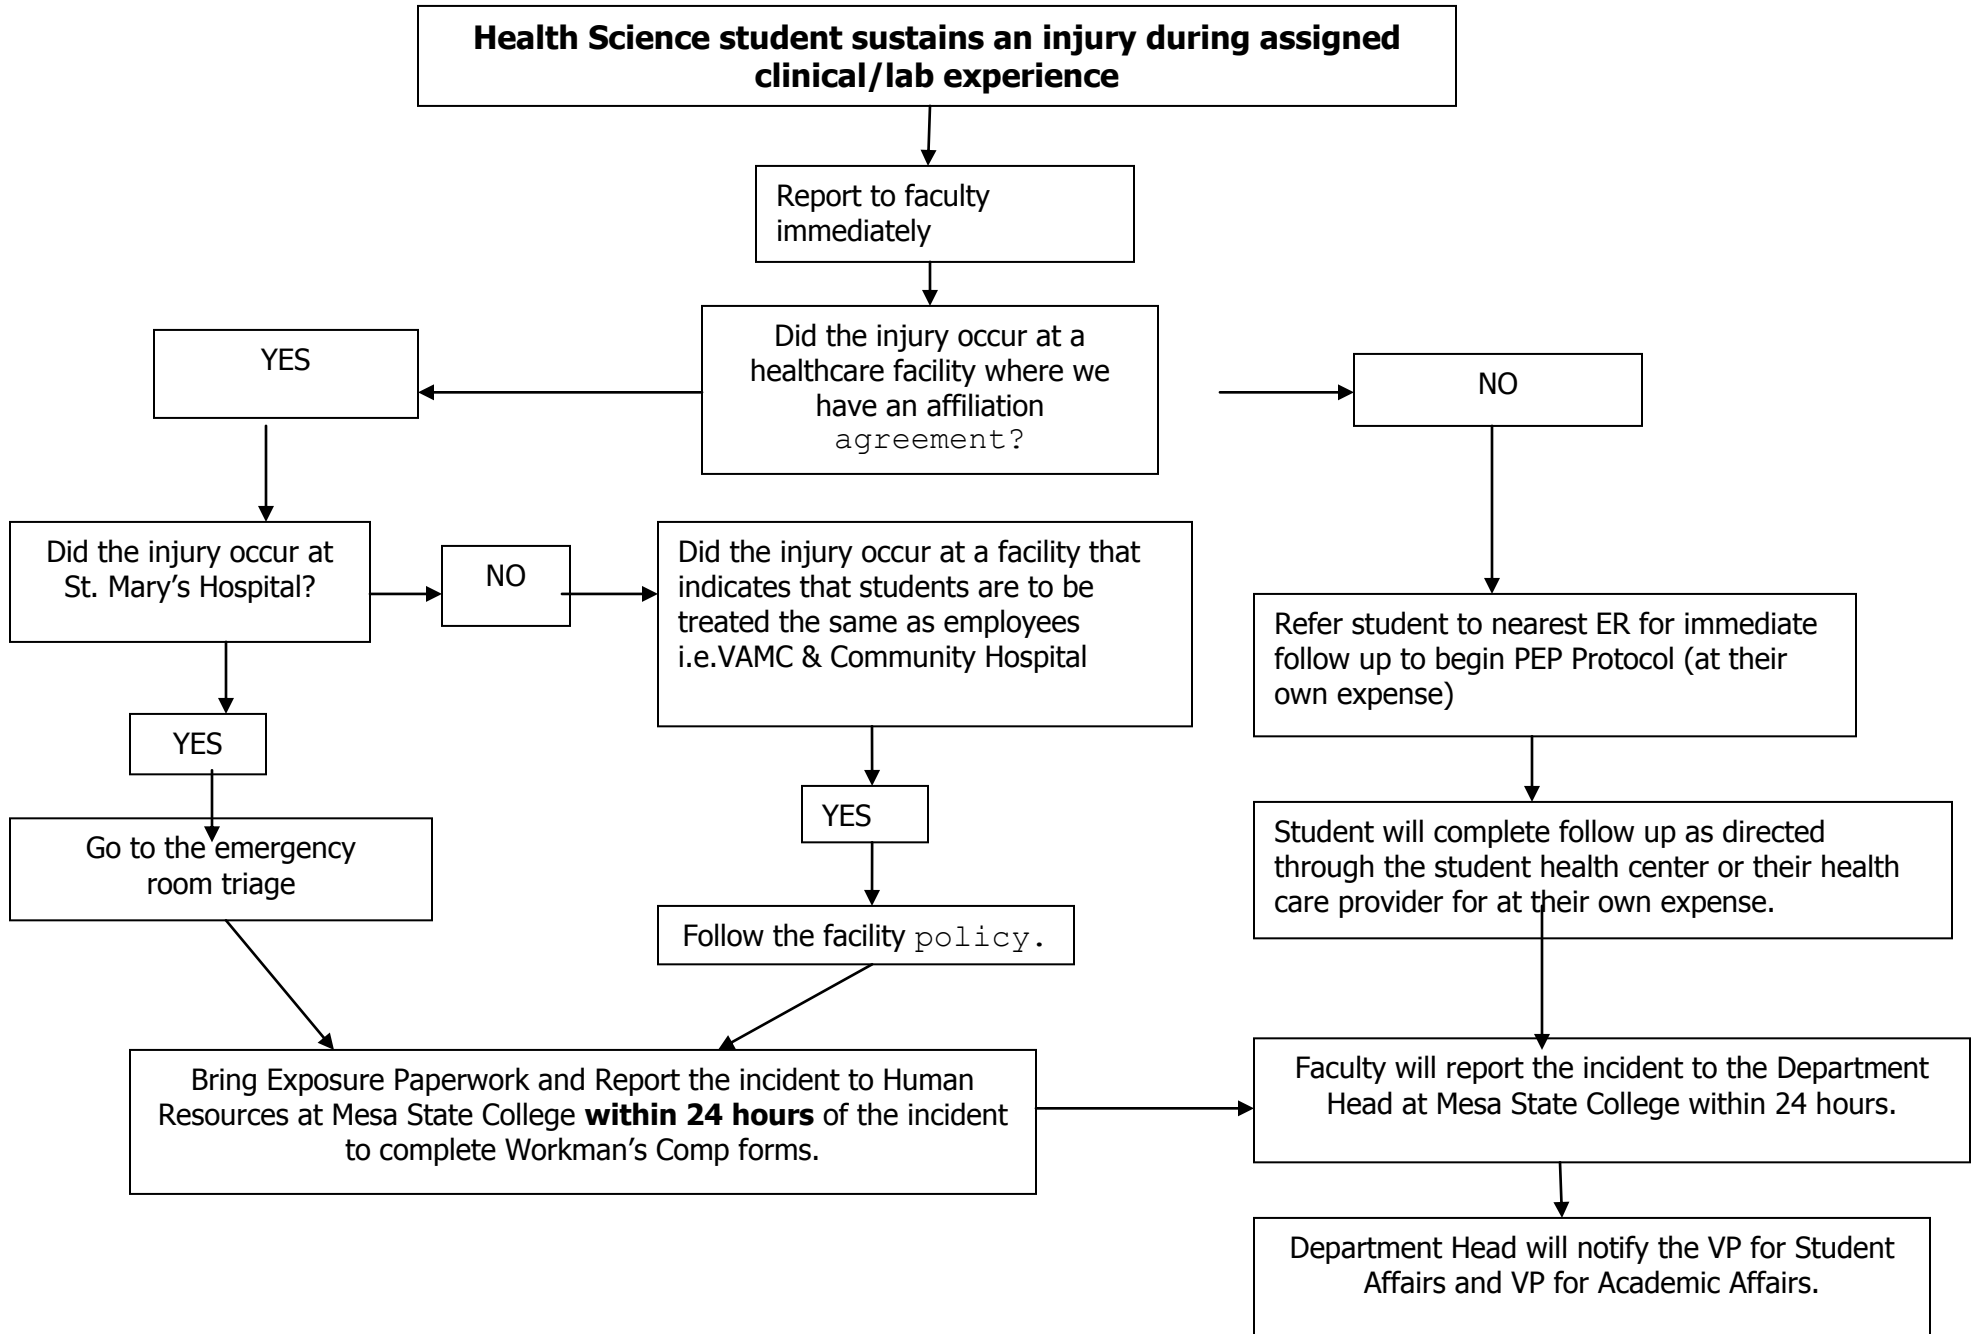 Health Science student sustains an injury during assigned
clinical/lab experience
Report to faculty
immediately
Did the injury occur at a
healthcare facility where we
have an affiliation
agreement?
YES
NO
Did the injury occur at
St. Mary’s Hospital?
NO
Did the injury occur at a facility that
indicates that students are to be
treated the same as employees
i.e.VAMC & Community Hospital
Refer student to nearest ER for immediate
follow up to begin PEP Protocol (at their
own expense)
YES
YES
Go to the emergency
room triage
Student will complete follow up as directed
through the student health center or their health
care provider for at their own expense.
Follow the facility policy.
Bring Exposure Paperwork and Report the incident to Human
Resources at Mesa State College within 24 hours of the incident
to complete Workman’s Comp forms.
Faculty will report the incident to the Department
Head at Mesa State College within 24 hours.
Department Head will notify the VP for Student
Affairs and VP for Academic Affairs.